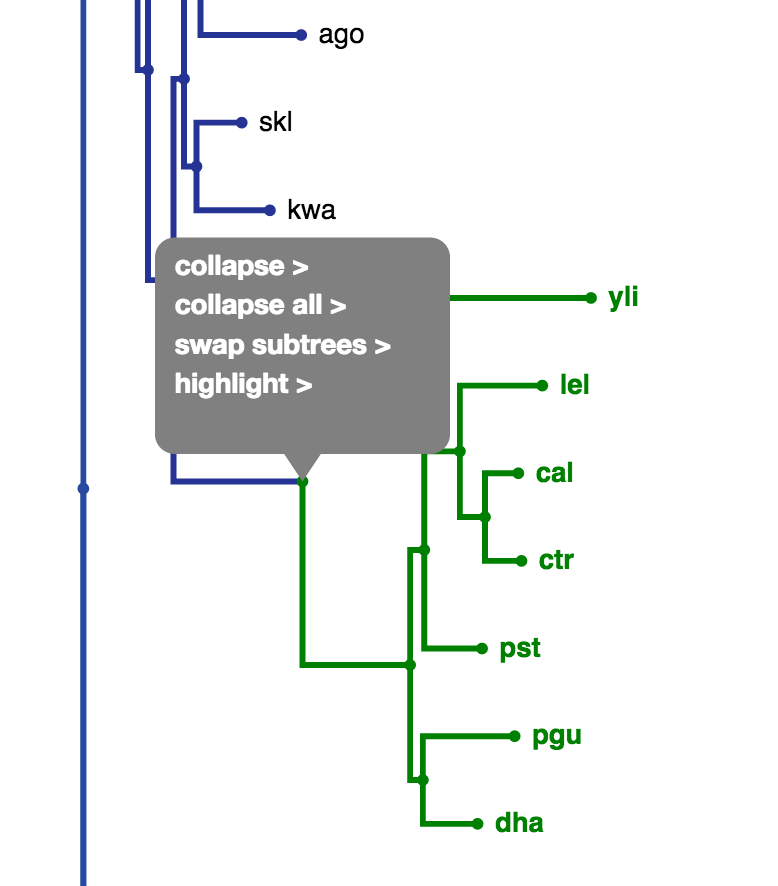 ago
skl
kwa
collapse >
collapse all >
swap subtrees >
highlight >
yli
lel
cal
ctr
pst
pgu
dha